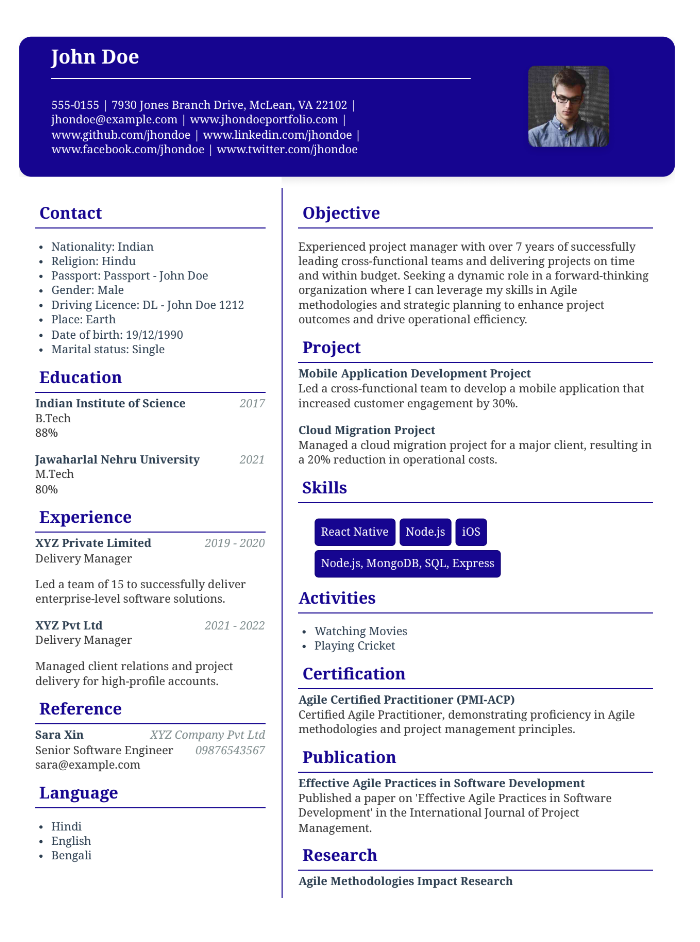 John Doe
555-0155 | 7930 Jones Branch Drive, McLean, VA 22102 |
jhondoe@example.com | www.jhondoeportfolio.com |
www.github.com/jhondoe | www.linkedin.com/jhondoe |
www.facebook.com/jhondoe | www.twitter.com/jhondoe
Contact
• Nationality: Indian
• Religion: Hindu
• Passport: Passport - John Doe
• Gender: Male
• Driving Licence: DL - John Doe 1212
• Place: Earth
• Date of birth: 19/12/1990
• Marital status: Single
Education
Indian Institute of Science 2017
B.Tech
88%
Jawaharlal Nehru University 2021
M.Tech
80%
Experience
XYZ Private Limited 2019 - 2020
Delivery Manager
Led a team of 15 to successfully deliver
enterprise-level software solutions.
XYZ Pvt Ltd 2021 - 2022
Delivery Manager
Managed client relations and project
delivery for high-profile accounts.
Reference
Sara Xin XYZ Company Pvt Ltd
Senior Software Engineer 09876543567
sara@example.com
Language
• Hindi
• English
• Bengali
Objective
Experienced project manager with over 7 years of successfully
leading cross-functional teams and delivering projects on time
and within budget. Seeking a dynamic role in a forward-thinking
organization where I can leverage my skills in Agile
methodologies and strategic planning to enhance project
outcomes and drive operational efficiency.
Project
Mobile Application Development Project
Led a cross-functional team to develop a mobile application that
increased customer engagement by 30%.
Cloud Migration Project
Managed a cloud migration project for a major client, resulting in
a 20% reduction in operational costs.
Skills
React Native Node.js iOS
Node.js, MongoDB, SQL, Express
Activities
• Watching Movies
• Playing Cricket
Certification
Agile Certified Practitioner (PMI-ACP)
Certified Agile Practitioner, demonstrating proficiency in Agile
methodologies and project management principles.
Publication
Effective Agile Practices in Software Development
Published a paper on 'Effective Agile Practices in Software
Development' in the International Journal of Project
Management.
Research
Agile Methodologies Impact Research